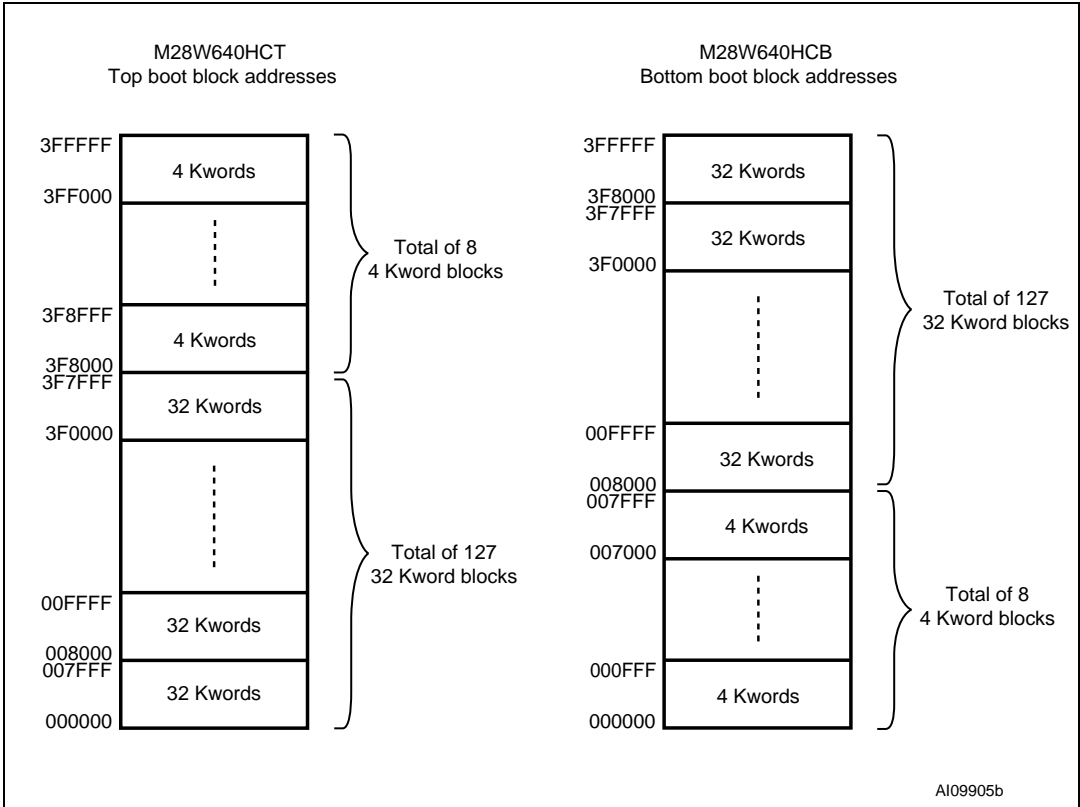 M28W640HCT
Top boot block addresses
3FFFFF
4 Kwords
3FF000
Total of 8
4 Kword blocks
3F8FFF
4 Kwords
3F8000
3F7FFF
32 Kwords
3F0000
Total of 127
32 Kword blocks
00FFFF
32 Kwords
008000
007FFF
32 Kwords
000000
M28W640HCB
Bottom boot block addresses
3FFFFF
32 Kwords
3F8000
3F7FFF
32 Kwords
3F0000
Total of 127
32 Kword blocks
00FFFF
32 Kwords
008000
007FFF
4 Kwords
007000
Total of 8
4 Kword blocks
000FFF
4 Kwords
000000
AI09905b